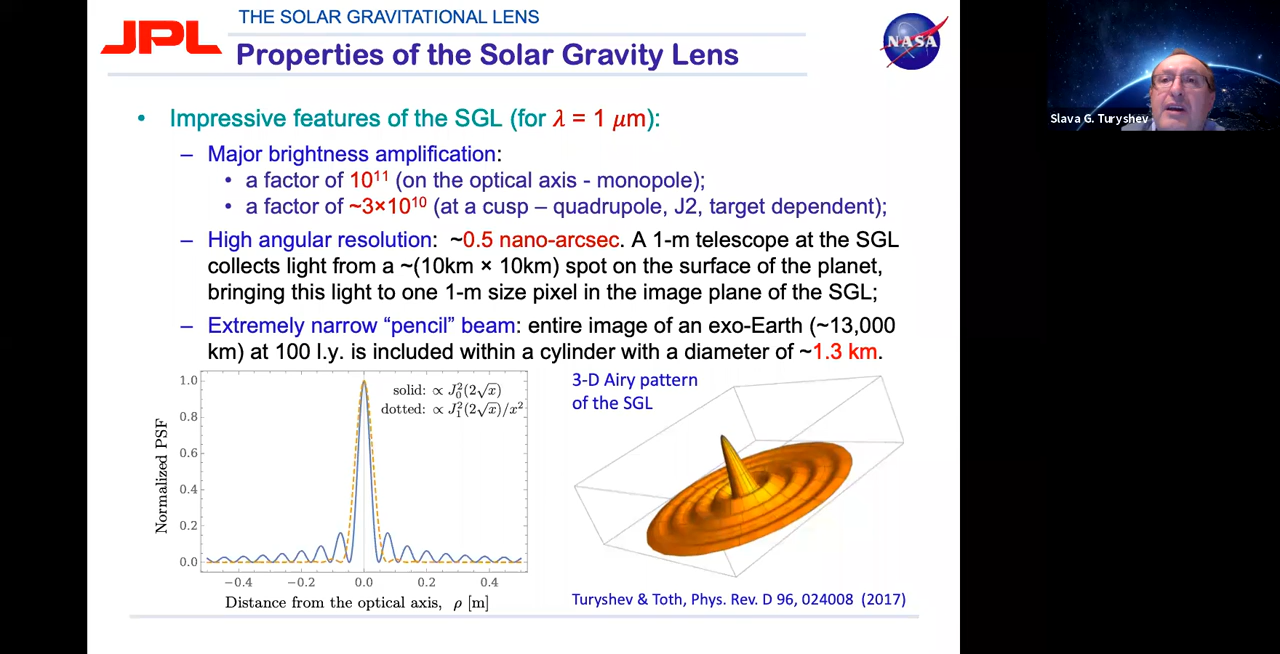 THE SOLAR GRAVITATIONAL LENS
JPL
Properties of the Solar Gravity Lens
NASA
Slava G. Turyshev
• Impressive features of the SGL (for λ = 1 μm):
– Major brightness amplification:
• a factor of 10¹¹ (on the optical axis - monopole);
• a factor of ~3×10¹⁰ (at a cusp – quadrupole, J2, target dependent);
– High angular resolution: ~0.5 nano-arcsec. A 1-m telescope at the SGL
collects light from a ~(10km × 10km) spot on the surface of the planet,
bringing this light to one 1-m size pixel in the image plane of the SGL;
– Extremely narrow “pencil” beam: entire image of an exo-Earth (~13,000
km) at 100 l.y. is included within a cylinder with a diameter of ~1.3 km.
Normalized PSF
1.0
0.8
0.6
0.4
0.2
0.0
solid: ∝ J₀²(2√x)
dotted: ∝ J₁²(2√x)/x²
−0.4 −0.2 0.0 0.2 0.4
Distance from the optical axis, ρ [m]
3-D Airy pattern
of the SGL
Turyshev & Toth, Phys. Rev. D 96, 024008 (2017)